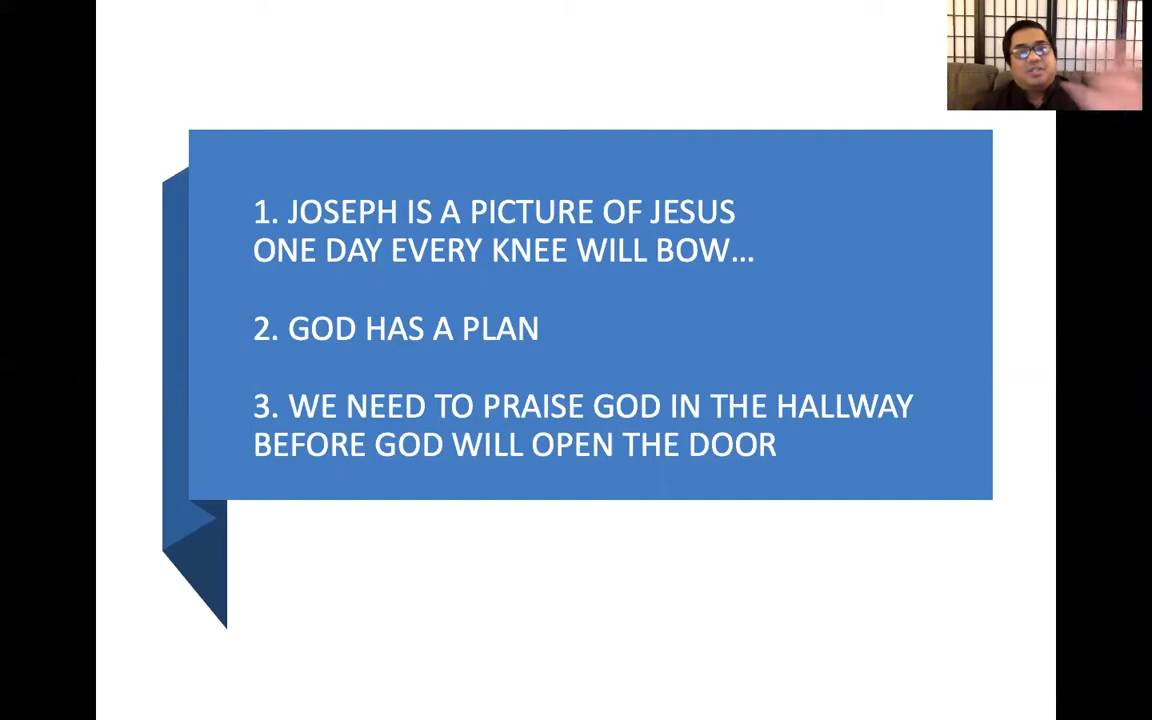 1. JOSEPH IS A PICTURE OF JESUS
ONE DAY EVERY KNEE WILL BOW...
2. GOD HAS A PLAN
3. WE NEED TO PRAISE GOD IN THE HALLWAY
BEFORE GOD WILL OPEN THE DOOR